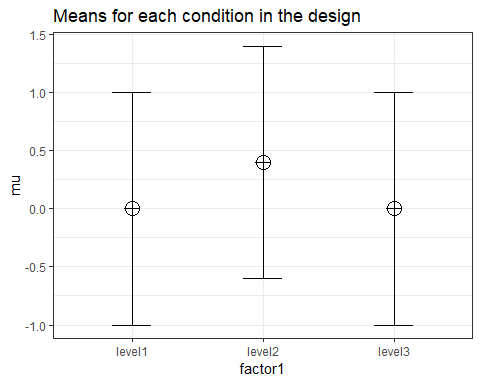 Means for each condition in the design
1.5
1.0
0.5
0.0
-0.5
-1.0
mu
level1 level2 level3
factor1